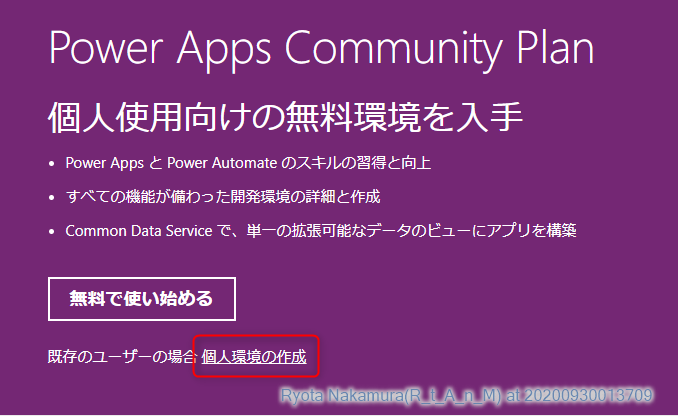 Power Apps Community Plan
個人使用向けの無料環境を入手
• Power Apps と Power Automate のスキルの習得と向上
• すべての機能が備わった開発環境の詳細と作成
• Common Data Service で、単一の拡張可能なデータのビューにアプリを構築
無料で使い始める
既存のユーザーの場合 個人環境の作成
Ryota Nakamura(R_t_A_n_M) at 20200930013709